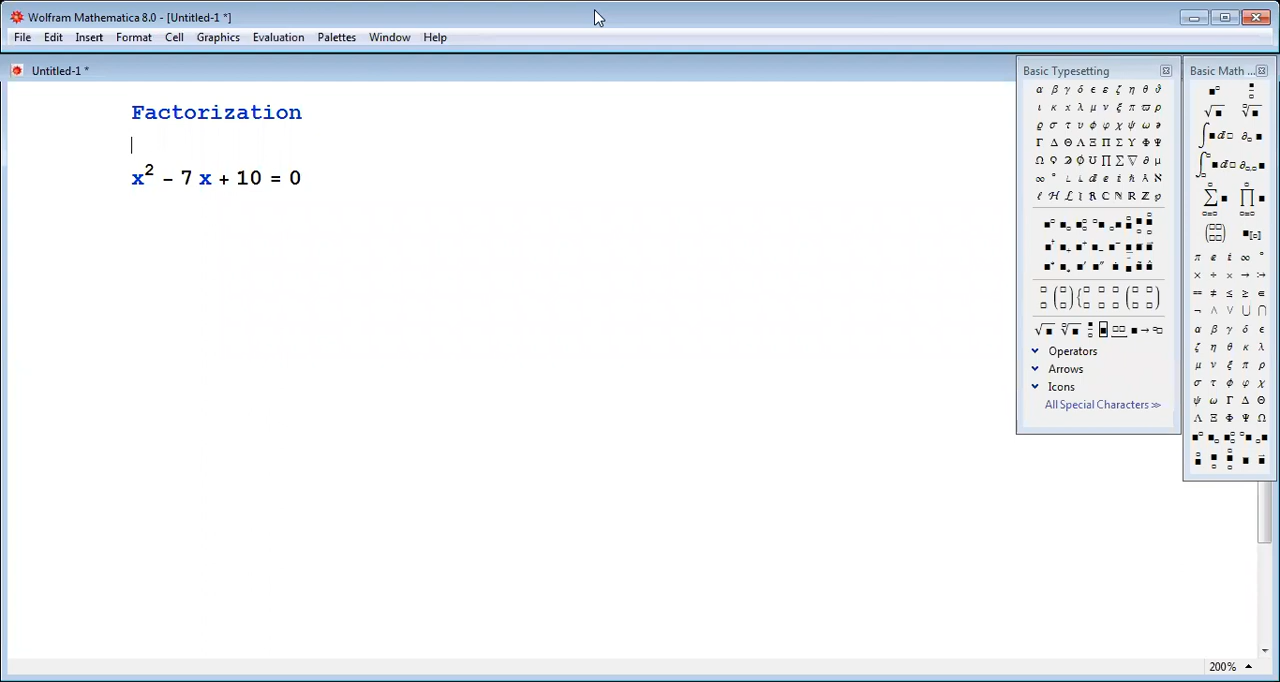 Wolfram Mathematica 8.0 - [Untitled-1 *]
File Edit Insert Format Cell Graphics Evaluation Palettes Window Help
Untitled-1 *
Factorization
x² − 7 x + 10 = 0
Basic Typesetting
α β γ δ ϵ ε ζ η θ ϑ
Operators
Arrows
Icons
All Special Characters ≫
Basic Math ...
π ⅇ ⅈ ∞ °
× ÷ × → :→
== ≠ ≤ ≥ ∈
¬ ∧ ∨ ∪ ∩
α β γ δ ϵ
ζ η θ κ λ
μ ν ξ π ρ
σ τ ϕ φ χ
ψ ω Γ Δ Θ
Λ Ξ Φ Ψ Ω
200%